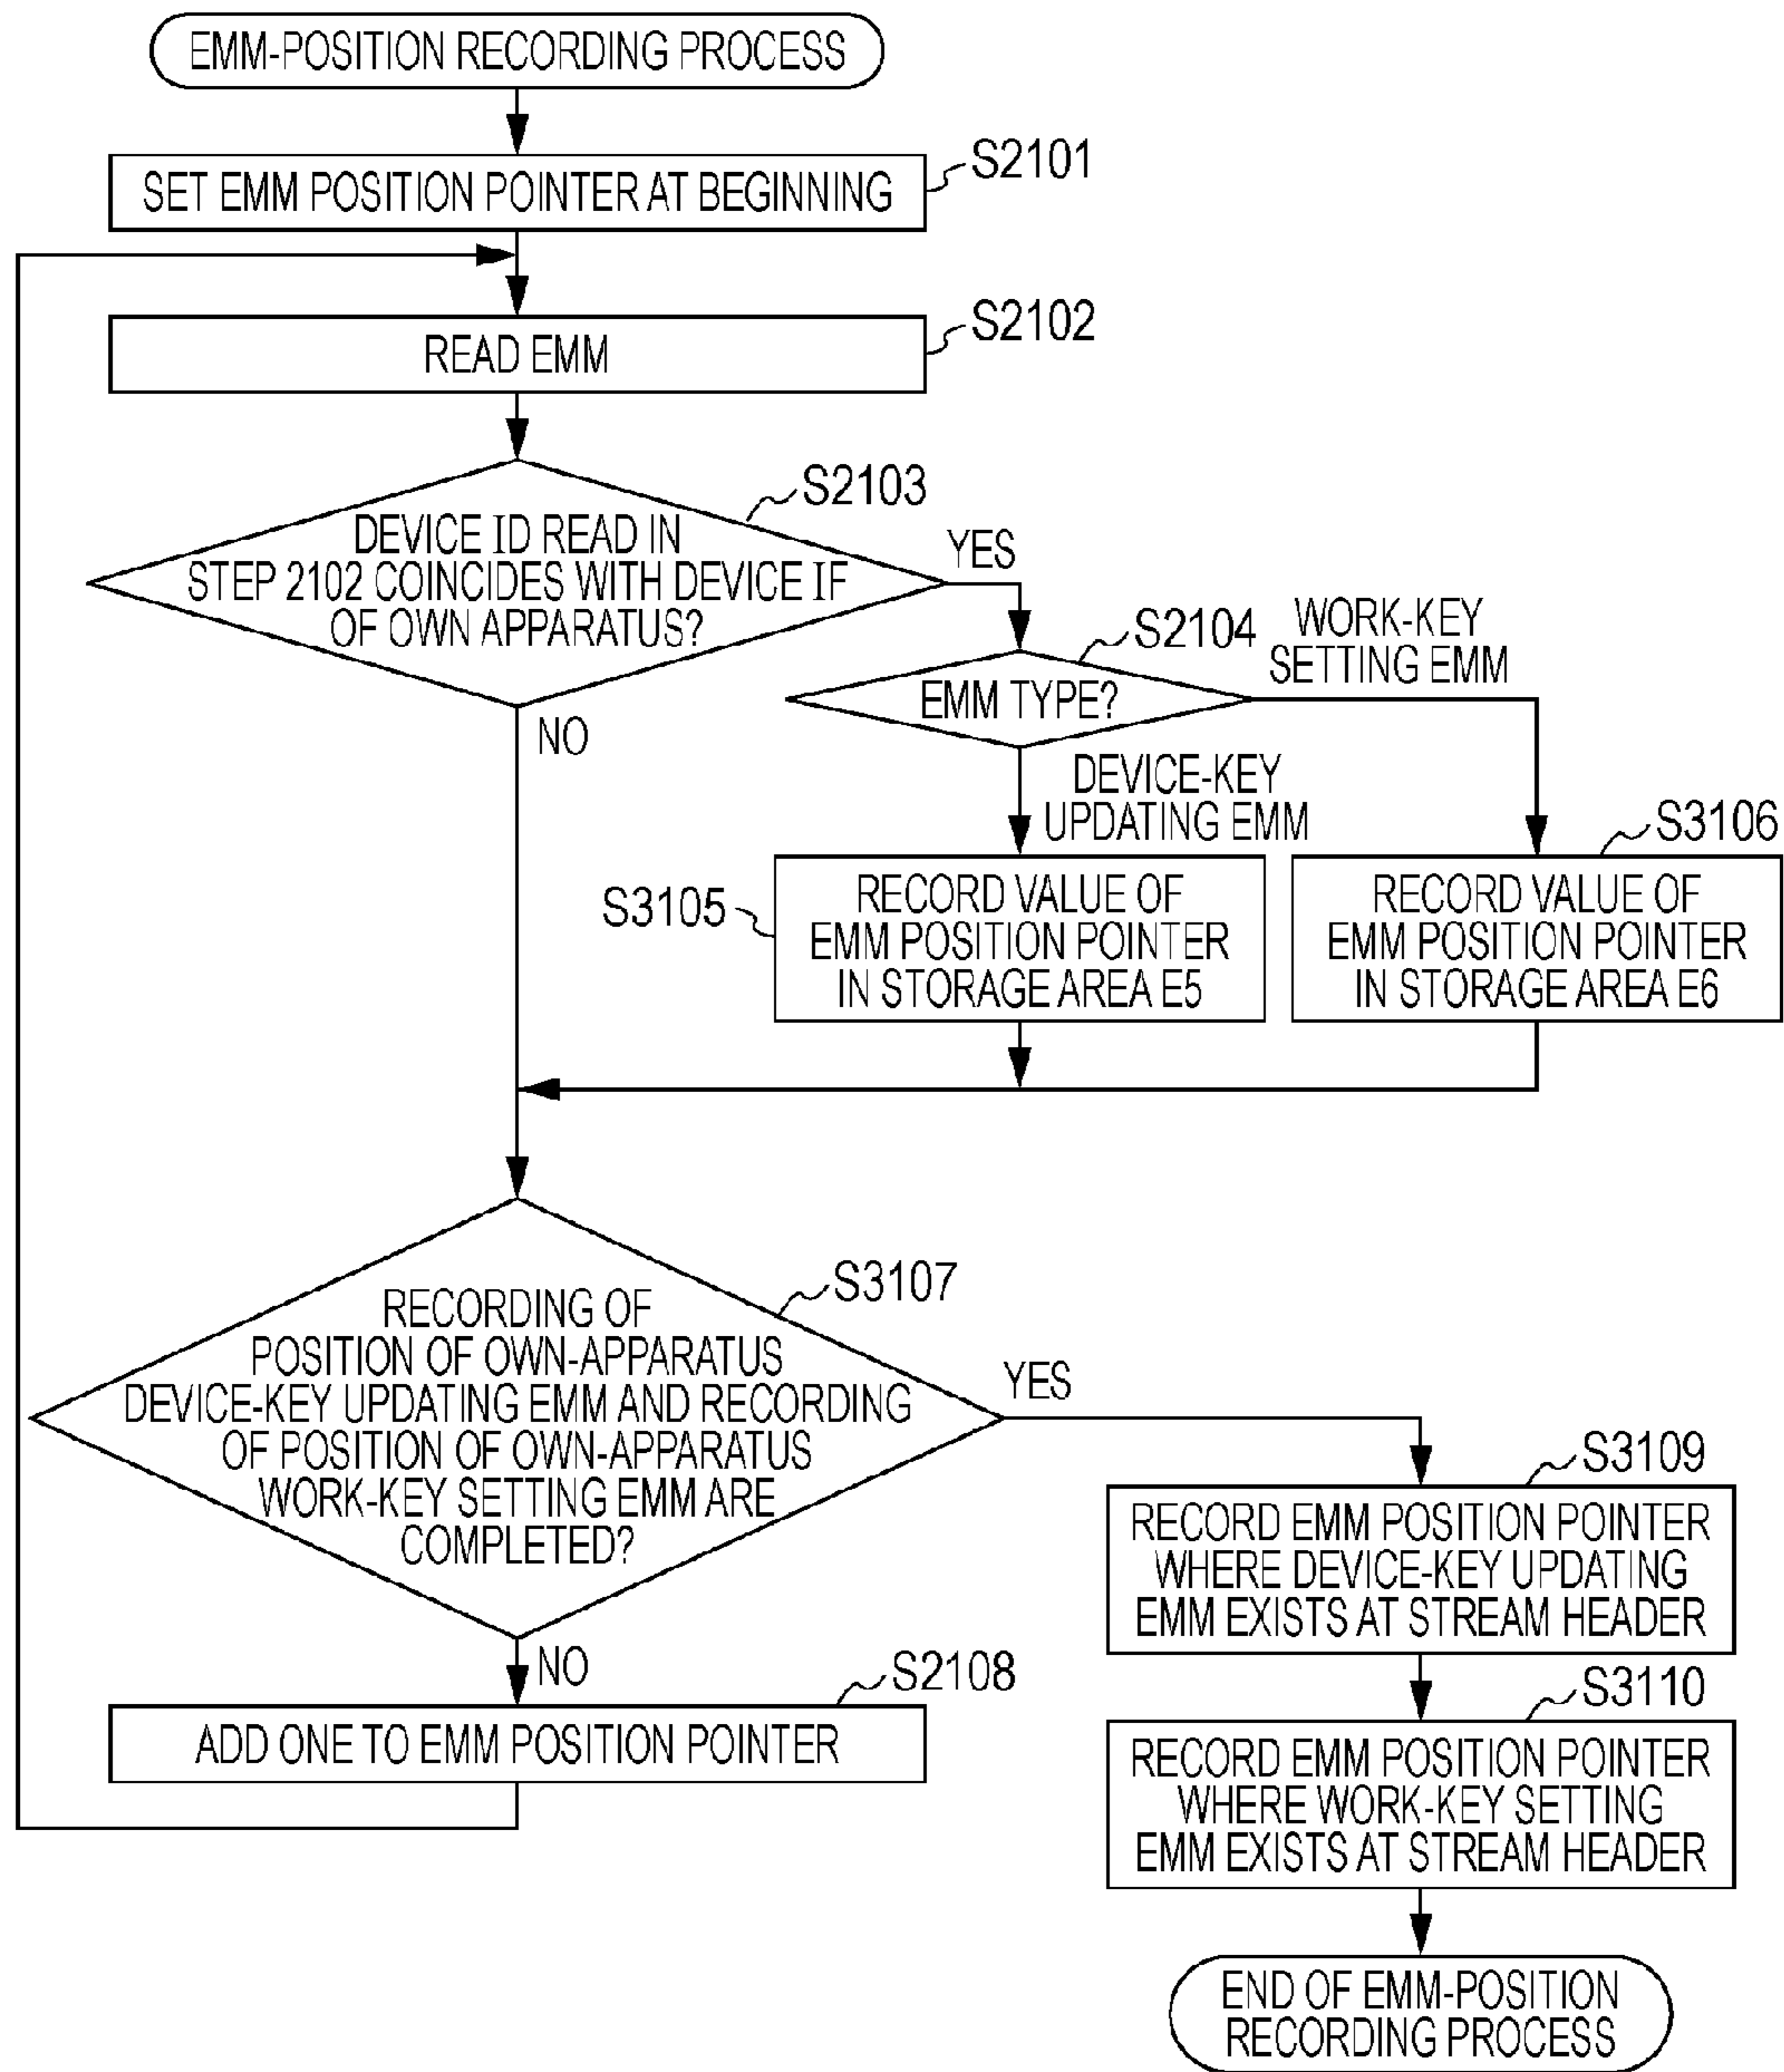 EMM-POSITION RECORDING PROCESS
S2101
SET EMM POSITION POINTER AT BEGINNING
S2102
READ EMM
S2103
DEVICE ID READ IN
STEP 2102 COINCIDES WITH DEVICE IF
OF OWN APPARATUS?
YES
NO
S2104
EMM TYPE?
WORK-KEY
SETTING EMM
DEVICE-KEY
UPDATING EMM
S3105
RECORD VALUE OF
EMM POSITION POINTER
IN STORAGE AREA E5
S3106
RECORD VALUE OF
EMM POSITION POINTER
IN STORAGE AREA E6
S3107
RECORDING OF
POSITION OF OWN-APPARATUS
DEVICE-KEY UPDATING EMM AND RECORDING
OF POSITION OF OWN-APPARATUS
WORK-KEY SETTING EMM ARE
COMPLETED?
YES
NO
S2108
ADD ONE TO EMM POSITION POINTER
S3109
RECORD EMM POSITION POINTER
WHERE DEVICE-KEY UPDATING
EMM EXISTS AT STREAM HEADER
S3110
RECORD EMM POSITION POINTER
WHERE WORK-KEY SETTING
EMM EXISTS AT STREAM HEADER
END OF EMM-POSITION
RECORDING PROCESS